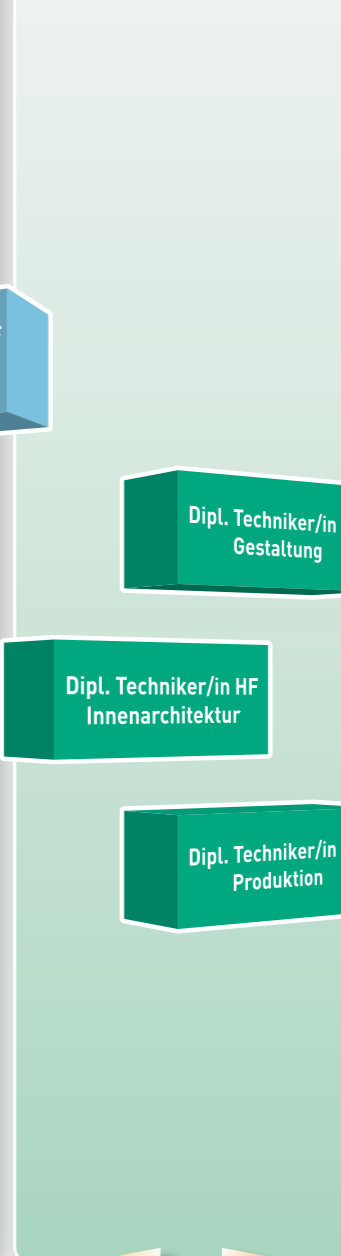 Dipl. Techniker/in
Gestaltung
Dipl. Techniker/in HF
Innenarchitektur
Dipl. Techniker/in
Produktion